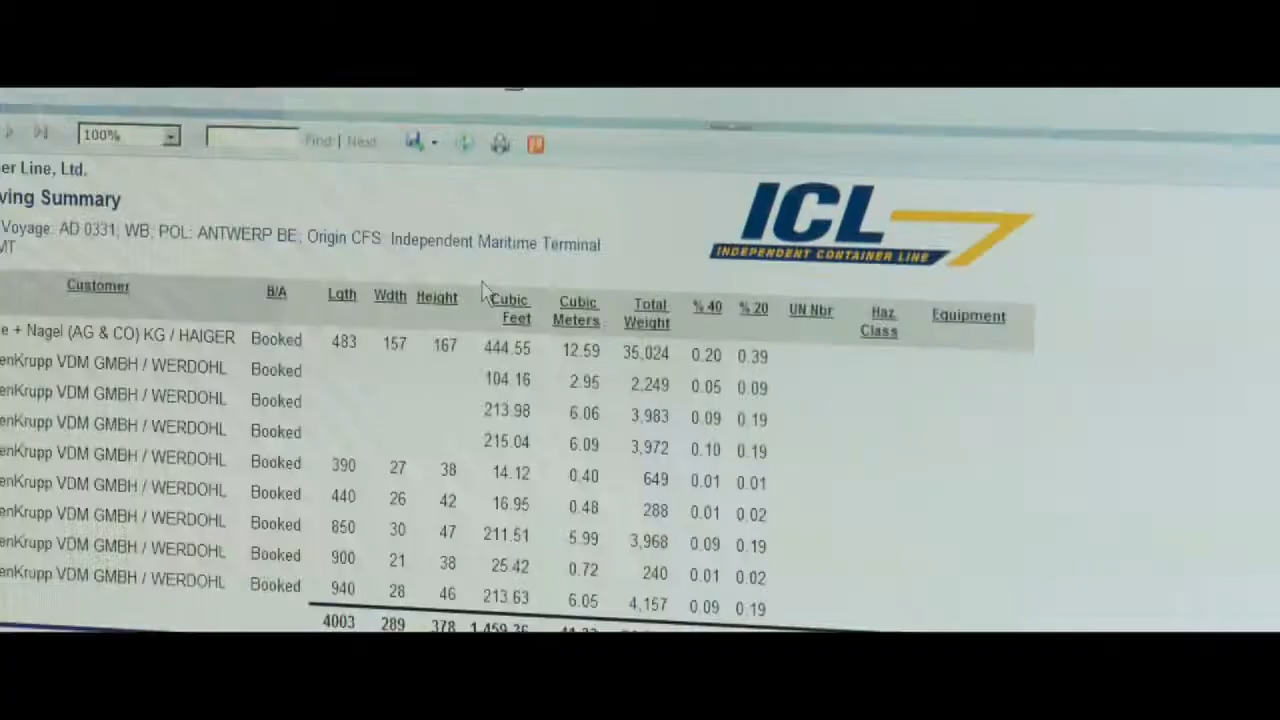 100% Find | Next
er Line, Ltd.
ving Summary
Voyage: AD 0331; WB; POL: ANTWERP BE; Origin CFS: Independent Maritime Terminal
MT
ICL
INDEPENDENT CONTAINER LINE
Customer B/A Lgth Wdth Height Cubic Feet Cubic Meters Total Weight % 40 % 20 UN Nbr Haz Class Equipment
e + Nagel (AG & CO) KG / HAIGER Booked 483 157 167 444.55 12.59 35,024 0.20 0.39
enKrupp VDM GMBH / WERDOHL Booked 104.16 2.95 2,249 0.05 0.09
enKrupp VDM GMBH / WERDOHL Booked 213.98 6.06 3,983 0.09 0.19
enKrupp VDM GMBH / WERDOHL Booked 215.04 6.09 3,972 0.10 0.19
enKrupp VDM GMBH / WERDOHL Booked 390 27 38 14.12 0.40 649 0.01 0.01
enKrupp VDM GMBH / WERDOHL Booked 440 26 42 16.95 0.48 288 0.01 0.02
enKrupp VDM GMBH / WERDOHL Booked 850 30 47 211.51 5.99 3,968 0.09 0.19
enKrupp VDM GMBH / WERDOHL Booked 900 21 38 25.42 0.72 240 0.01 0.02
enKrupp VDM GMBH / WERDOHL Booked 940 28 46 213.63 6.05 4,157 0.09 0.19
4003 289 378 1,459.36